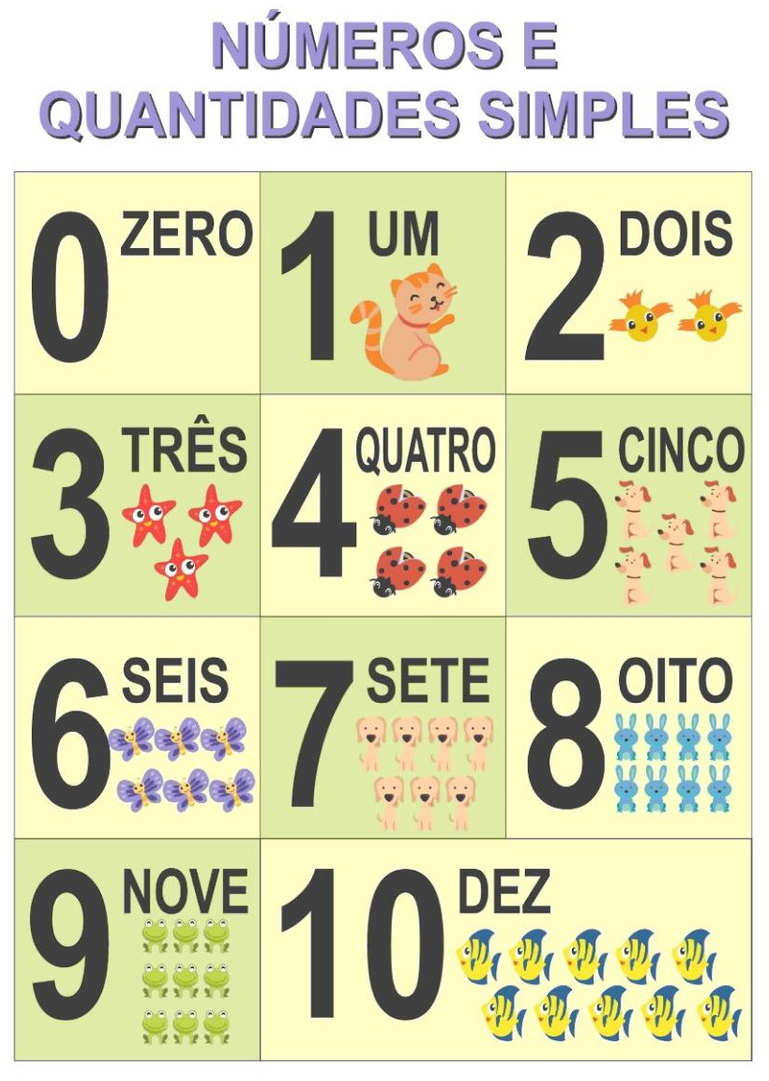 NÚMEROS E
QUANTIDADES SIMPLES
0 ZERO
1 UM
2 DOIS
3 TRÊS
4 QUATRO
5 CINCO
6 SEIS
7 SETE
8 OITO
9 NOVE
10 DEZ